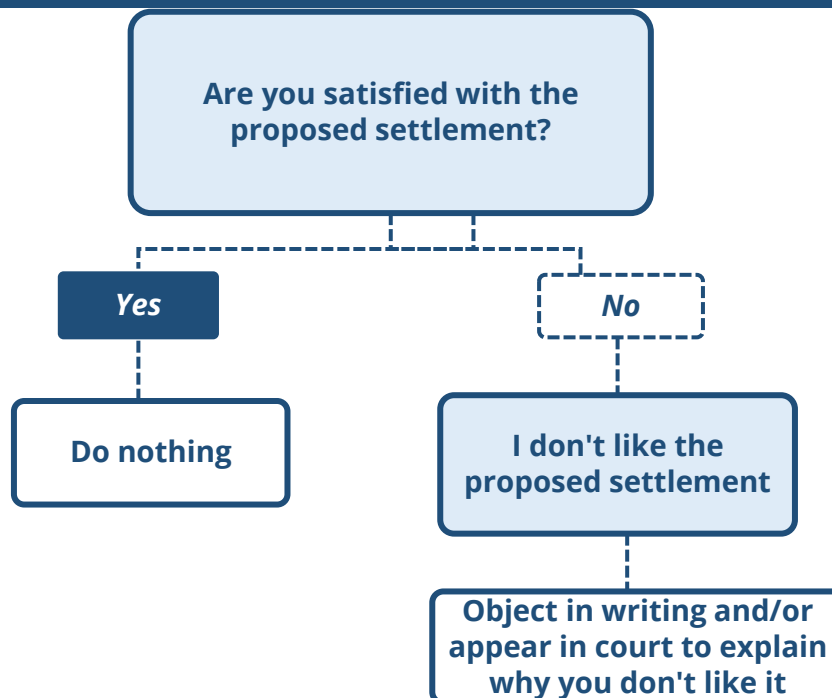 Are you satisfied with the
proposed settlement?
Yes
No
Do nothing
I don't like the
proposed settlement
Object in writing and/or
appear in court to explain
why you don't like it